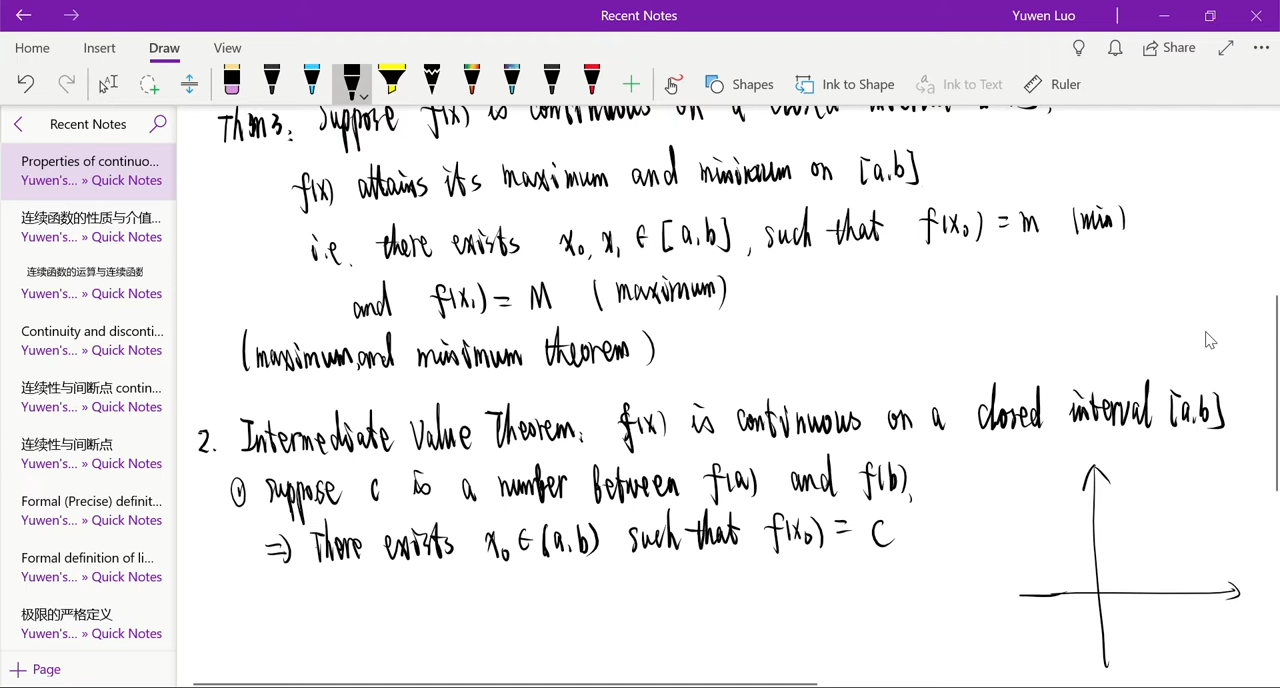 Recent Notes
Yuwen Luo
Home Insert Draw View
Share
Shapes
Ink to Shape
Ink to Text
Ruler
Recent Notes
Properties of continuo...
Yuwen's... » Quick Notes
连续函数的性质与介值...
Yuwen's... » Quick Notes
连续函数的运算与连续函数
Yuwen's... » Quick Notes
Continuity and disconti...
Yuwen's... » Quick Notes
连续性与间断点 contin...
Yuwen's... » Quick Notes
连续性与间断点
Yuwen's... » Quick Notes
Formal (Precise) definit...
Yuwen's... » Quick Notes
Formal definition of li...
Yuwen's... » Quick Notes
极限的严格定义
Yuwen's... » Quick Notes
Page
Thm 3: Suppose f(x) is continuous on a closed interval
f(x) attains its maximum and minimum on [a,b]
i.e. there exists x₀, x₁ ∈ [a,b], such that f(x₀) = m (min)
and f(x₁) = M (maximum)
(maximum and minimum theorem)
2. Intermediate Value Theorem: f(x) is continuous on a closed interval [a,b]
① suppose c is a number between f(a) and f(b),
⇒ There exists x₀ ∈ (a,b) such that f(x₀) = C